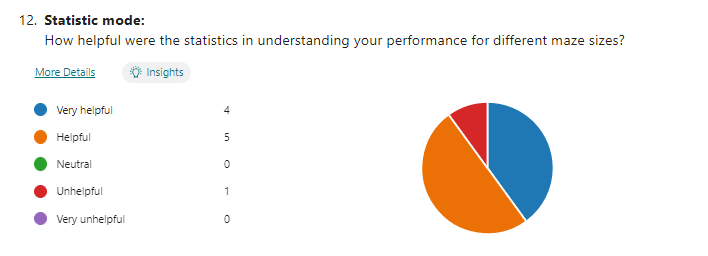 12. Statistic mode:
How helpful were the statistics in understanding your performance for different maze sizes?
More Details Insights
Very helpful 4
Helpful 5
Neutral 0
Unhelpful 1
Very unhelpful 0